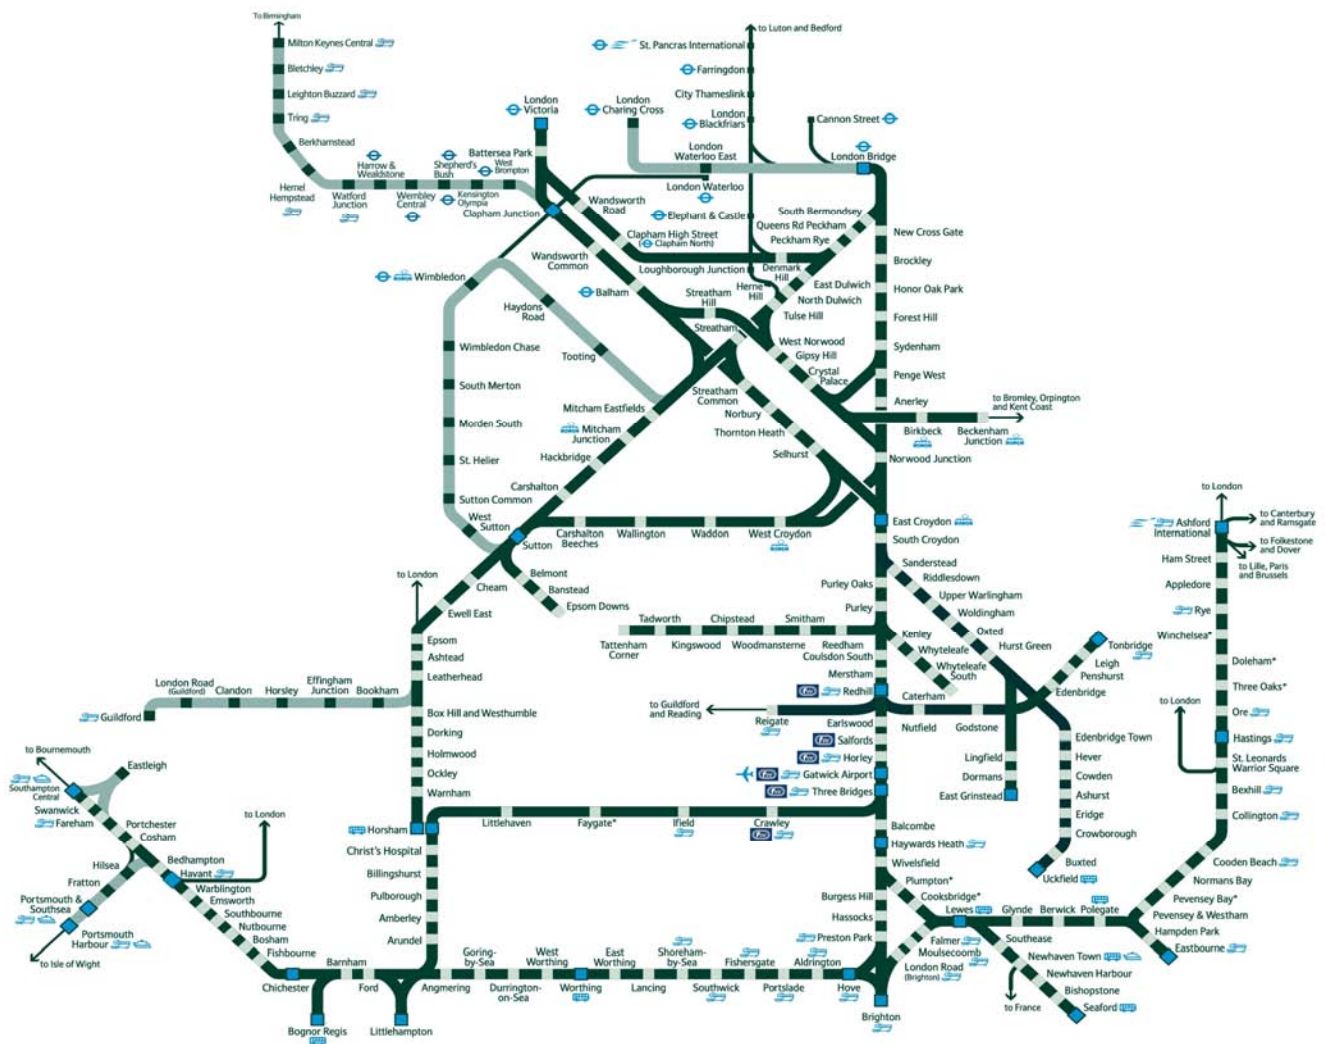 To Birmingham
Milton Keynes Central
Bletchley
Leighton Buzzard
Tring
Berkhamstead
Hemel
Hempstead
Watford
Junction
Harrow &
Wealdstone
Wembley
Central
Shepherd's
Bush
Kensington
Olympia
West
Brompton
Clapham Junction
London
Victoria
Battersea Park
London
Charing Cross
to Luton and Bedford
St. Pancras International
Farringdon
City Thameslink
London
Blackfriars
Cannon Street
London
Waterloo East
London Bridge
London Waterloo
Wandsworth
Road
Elephant & Castle
Clapham High Street
(Clapham North)
Loughborough Junction
Denmark
Hill
Herne
Hill
South Bermondsey
Queens Rd Peckham
Peckham Rye
East Dulwich
North Dulwich
Tulse Hill
New Cross Gate
Brockley
Honor Oak Park
Forest Hill
Sydenham
Penge West
Anerley
Wandsworth
Common
Balham
Streatham
Hill
Streatham
West Norwood
Gipsy Hill
Crystal
Palace
Wimbledon
Haydons
Road
Tooting
Wimbledon Chase
South Merton
Morden South
St. Helier
Sutton Common
West
Sutton
Streatham
Common
Norbury
Thornton Heath
Selhurst
Mitcham Eastfields
Mitcham
Junction
Hackbridge
Carshalton
to Bromley, Orpington
and Kent Coast
Birkbeck
Beckenham
Junction
Norwood Junction
East Croydon
South Croydon
Sutton
Carshalton
Beeches
Wallington
Waddon
West Croydon
Belmont
Banstead
Epsom Downs
Cheam
Ewell East
to London
Epsom
Ashtead
Leatherhead
Box Hill and Westhumble
Dorking
Holmwood
Ockley
Warnham
Horsham
London Road
(Guildford)
Clandon
Horsley
Effingham
Junction
Bookham
Guildford
Sanderstead
Riddlesdown
Upper Warlingham
Woldingham
Oxted
Hurst Green
Purley Oaks
Purley
Tadworth
Chipstead
Smitham
Tattenham
Corner
Kingswood
Woodmansterne
Reedham
Kenley
Whyteleafe
Whyteleafe
South
Caterham
Coulsdon South
Merstham
Redhill
to Guildford
and Reading
Reigate
Nutfield
Godstone
Earlswood
Salfords
Horley
Gatwick Airport
Three Bridges
Tonbridge
Leigh
Penshurst
Edenbridge
Lingfield
Dormans
East Grinstead
Edenbridge Town
Hever
Cowden
Ashurst
Eridge
Crowborough
Buxted
Uckfield
to London
Ashford
International
to Canterbury
and Ramsgate
to Folkestone
and Dover
to Lille, Paris
and Brussels
Ham Street
Appledore
Rye
Winchelsea*
Doleham*
Three Oaks*
Ore
to London
Hastings
St. Leonards
Warrior Square
Bexhill
Collington
Cooden Beach
Normans Bay
Pevensey Bay*
Pevensey & Westham
Hampden Park
Eastbourne
Littlehaven
Faygate*
Ifield
Crawley
Balcombe
Haywards Heath
Wivelsfield
Plumpton*
Cooksbridge*
Burgess Hill
Hassocks
Preston Park
Lewes
Glynde
Berwick
Polegate
Falmer
Moulsecoomb
London Road
(Brighton)
Southease
Newhaven Town
Newhaven Harbour
Bishopstone
Seaford
to France
Brighton
to Bournemouth
Eastleigh
Southampton
Central
Swanwick
Fareham
Portchester
Cosham
to London
Hilsea
Fratton
Portsmouth &
Southsea
Portsmouth
Harbour
to Isle of Wight
Bedhampton
Havant
Warblington
Emsworth
Southbourne
Nutbourne
Bosham
Fishbourne
Chichester
Christ's Hospital
Billingshurst
Pulborough
Amberley
Arundel
Barnham
Ford
Bognor Regis
Littlehampton
Angmering
Goring-
by-Sea
Durrington-
on-Sea
West
Worthing
Worthing
East
Worthing
Lancing
Shoreham-
by-Sea
Southwick
Fishersgate
Portslade
Aldrington
Hove